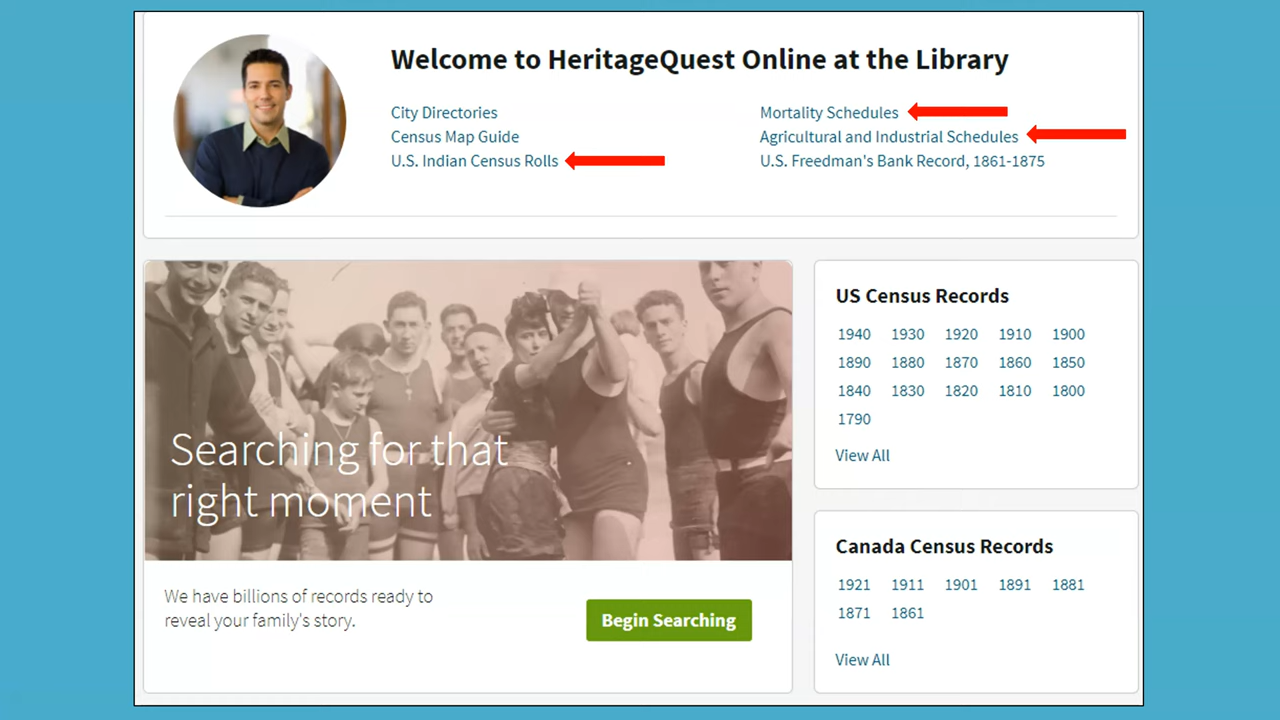 Welcome to HeritageQuest Online at the Library
City Directories
Census Map Guide
U.S. Indian Census Rolls
Mortality Schedules
Agricultural and Industrial Schedules
U.S. Freedman's Bank Record, 1861-1875
Searching for that
right moment
We have billions of records ready to
reveal your family's story.
Begin Searching
US Census Records
1940 1930 1920 1910 1900
1890 1880 1870 1860 1850
1840 1830 1820 1810 1800
1790
View All
Canada Census Records
1921 1911 1901 1891 1881
1871 1861
View All